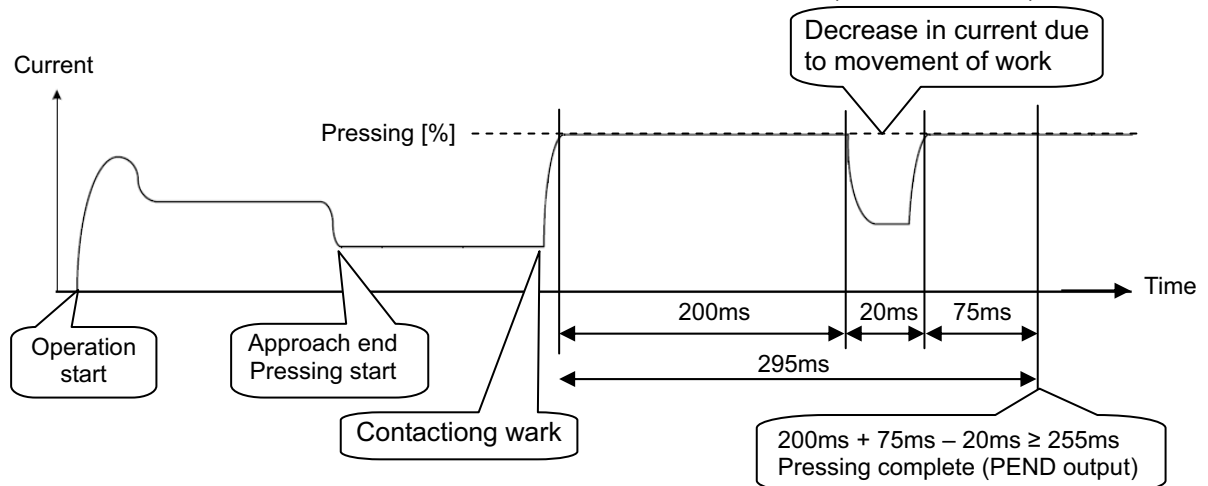 Decrease in current due
to movement of work
Current
Pressing [%]
Time
200ms
20ms
75ms
295ms
Operation
start
Approach end
Pressing start
Contactiong wark
200ms + 75ms – 20ms ≥ 255ms
Pressing complete (PEND output)